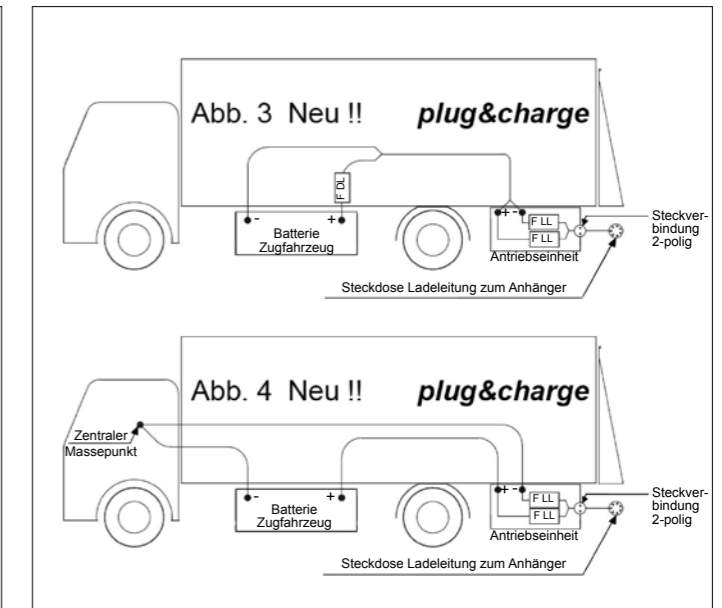 Abb. 3 Neu !! plug&charge
F DL
- +
Batterie
Zugfahrzeug
+ -
F LL
F LL
Antriebseinheit
Steckver-
bindung
2-polig
Steckdose Ladeleitung zum Anhänger
Abb. 4 Neu !! plug&charge
Zentraler
Massepunkt
- +
Batterie
Zugfahrzeug
+ -
F LL
F LL
Antriebseinheit
Steckver-
bindung
2-polig
Steckdose Ladeleitung zum Anhänger